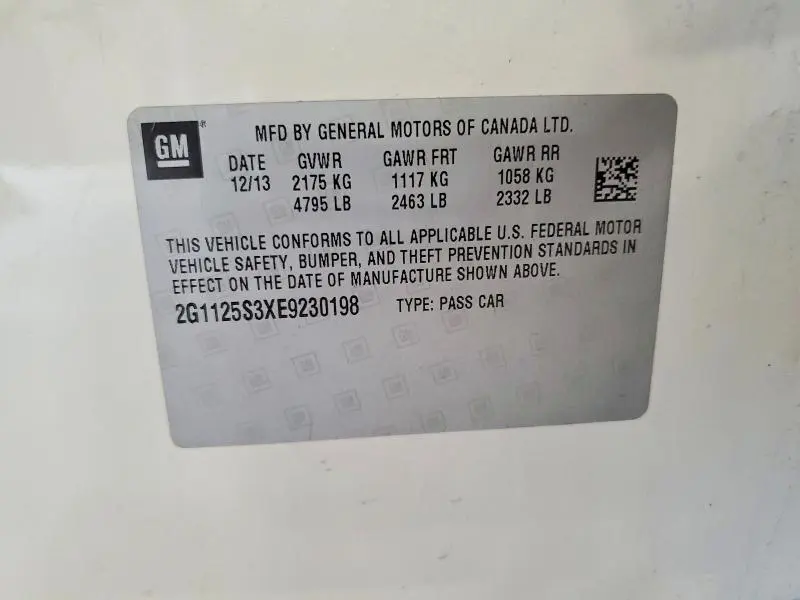 GM
MFD BY GENERAL MOTORS OF CANADA LTD.
DATE GVWR GAWR FRT GAWR RR
12/13 2175 KG 1117 KG 1058 KG
4795 LB 2463 LB 2332 LB
THIS VEHICLE CONFORMS TO ALL APPLICABLE U.S. FEDERAL MOTOR
VEHICLE SAFETY, BUMPER, AND THEFT PREVENTION STANDARDS IN
EFFECT ON THE DATE OF MANUFACTURE SHOWN ABOVE.
2G1125S3XE9230198 TYPE: PASS CAR